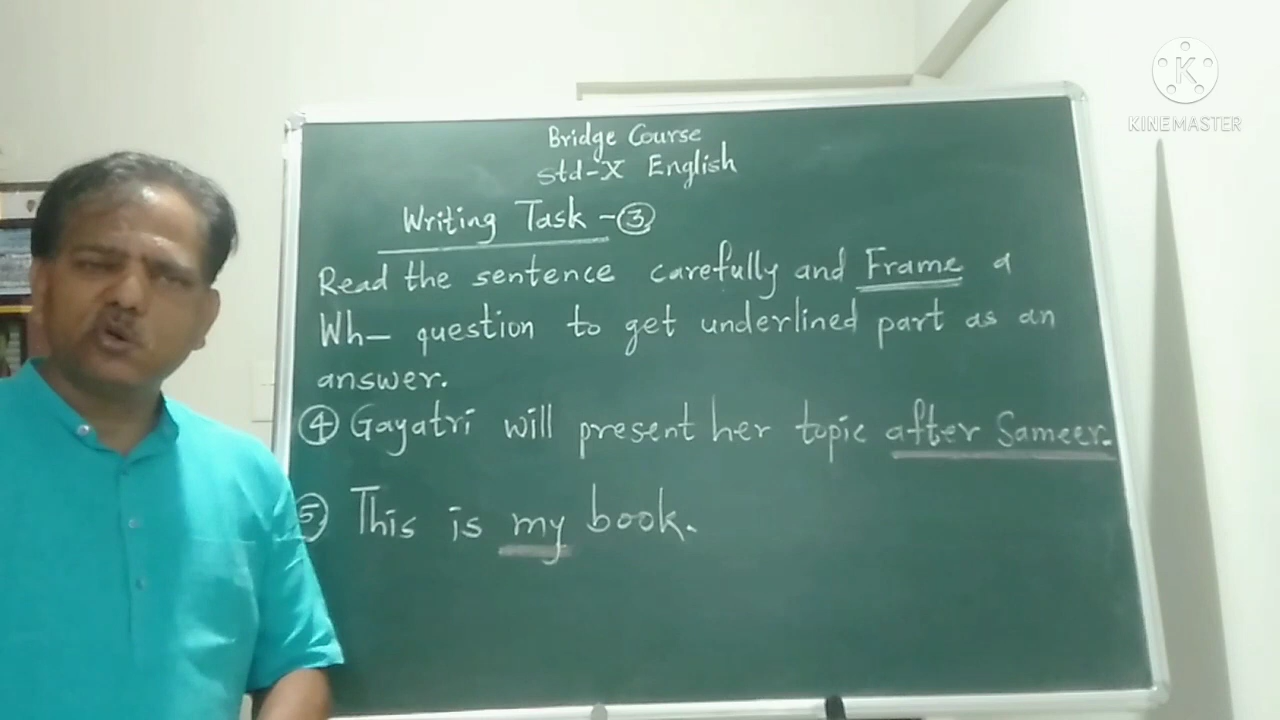 KINEMASTER
Bridge Course
Std-X English
Writing Task - 3
Read the sentence carefully and Frame a
Wh- question to get underlined part as an
answer.
4 Gayatri will present her topic after Sameer.
5 This is my book.